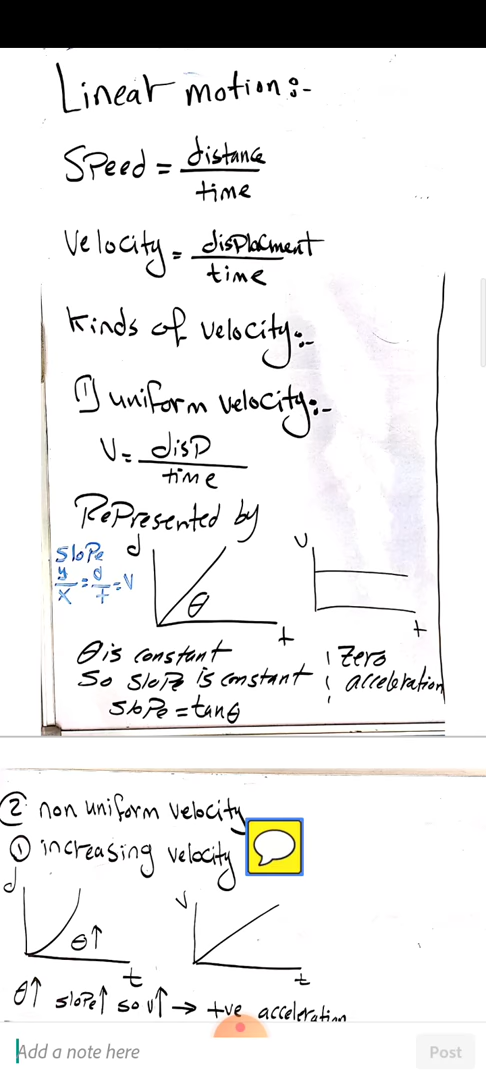 Linear motion:-
Speed = distance
time
Velocity = displacment
time
Kinds of velocity:-
① uniform velocity:-
V = disp
time
Represented by
slope
y/x = d/t = V
d
θ
t
V
t
θ is constant
So slope is constant
slope = tanθ
Zero
acceleration
② non uniform velocity
① increasing velocity
d
θ↑
t
V
t
θ↑ slope↑ so v↑ → +ve acceleration
Add a note here
Post